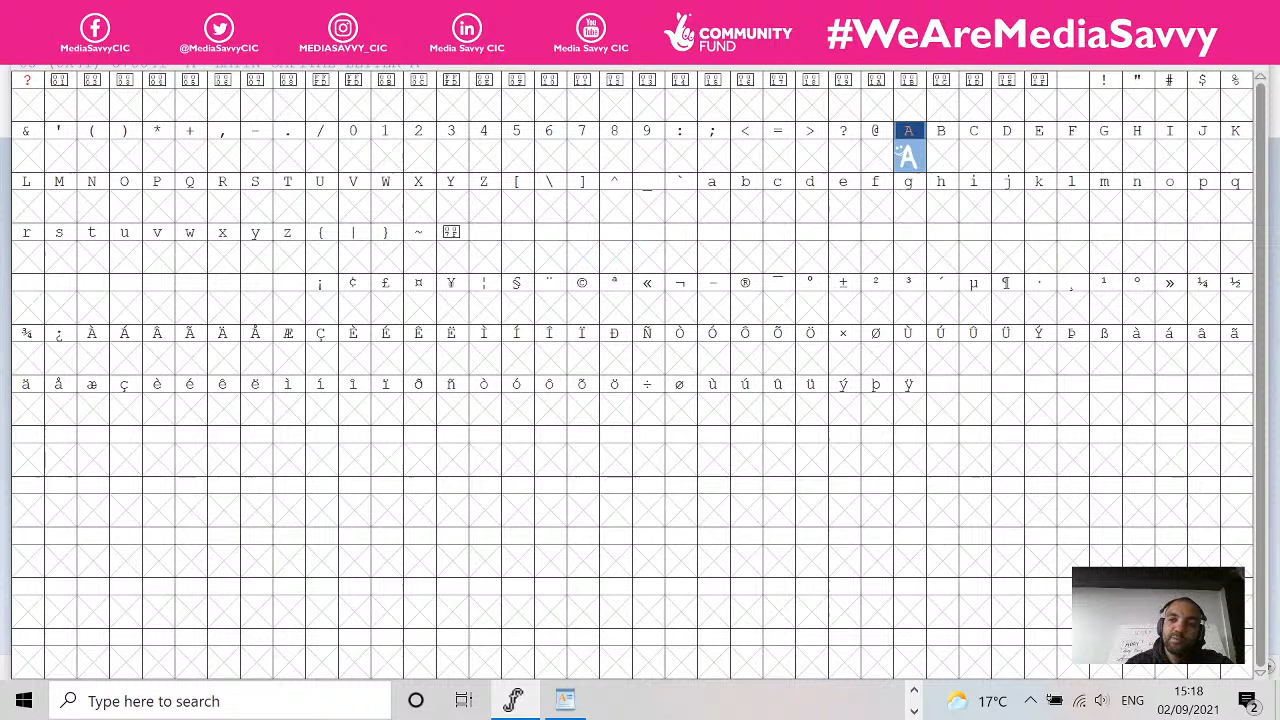 MediaSavvyCIC @MediaSavvyCIC MEDIASAVVY_CIC Media Savvy CIC Media Savvy CIC COMMUNITY FUND #WeAreMediaSavvy
? ! " # $ %
& ' ( ) * + , - . / 0 1 2 3 4 5 6 7 8 9 : ; < = > ? @ A B C D E F G H I J K
A
L M N O P Q R S T U V W X Y Z [ \ ] ^ _ ` a b c d e f g h i j k l m n o p q
r s t u v w x y z { | } ~
¡ ¢ £ ¤ ¥ ¦ § ¨ © ª « ¬ - ® ¯ ° ± ² ³ ´ µ ¶ · ¸ ¹ º » ¼ ½
¾ ¿ À Á Â Ã Ä Å Æ Ç È É Ê Ë Ì Í Î Ï Ð Ñ Ò Ó Ô Õ Ö × Ø Ù Ú Û Ü Ý Þ ß à á â ã
ä å æ ç è é ê ë ì í î ï ð ñ ò ó ô õ ö ÷ ø ù ú û ü ý þ ÿ
Type here to search 17°C ENG 15:18
02/09/2021 2